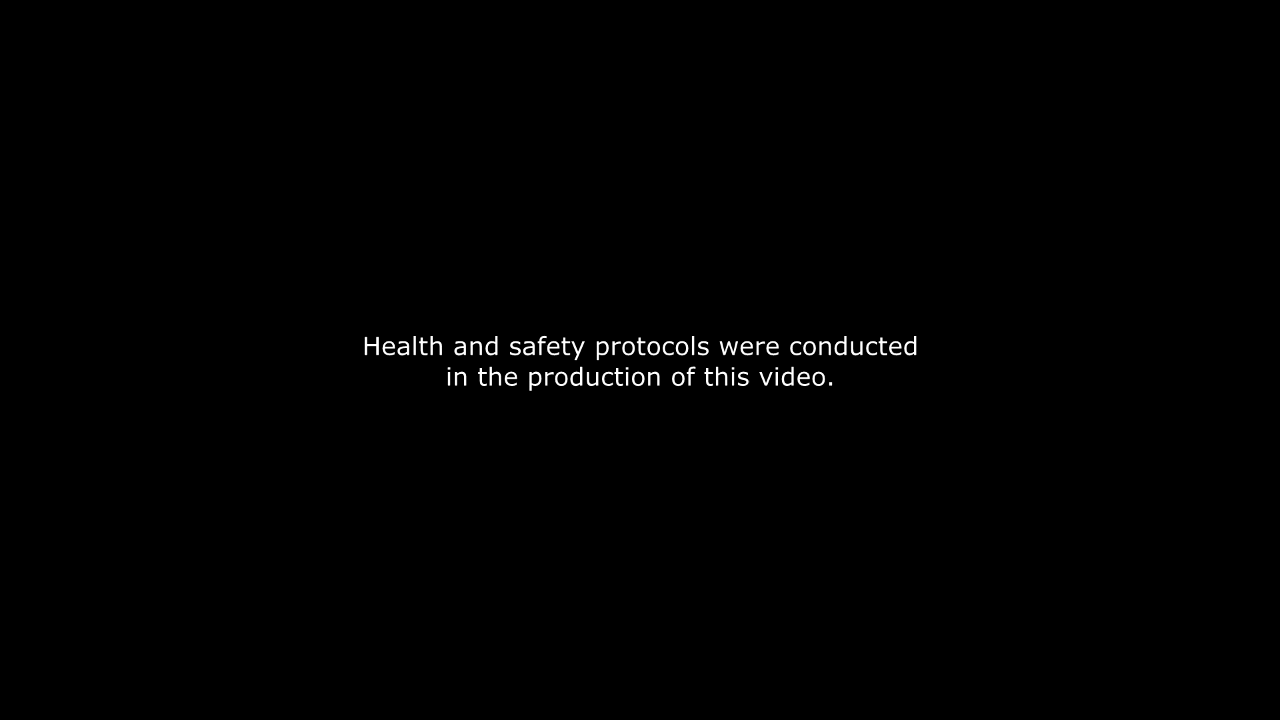 Health and safety protocols were conducted
in the production of this video.